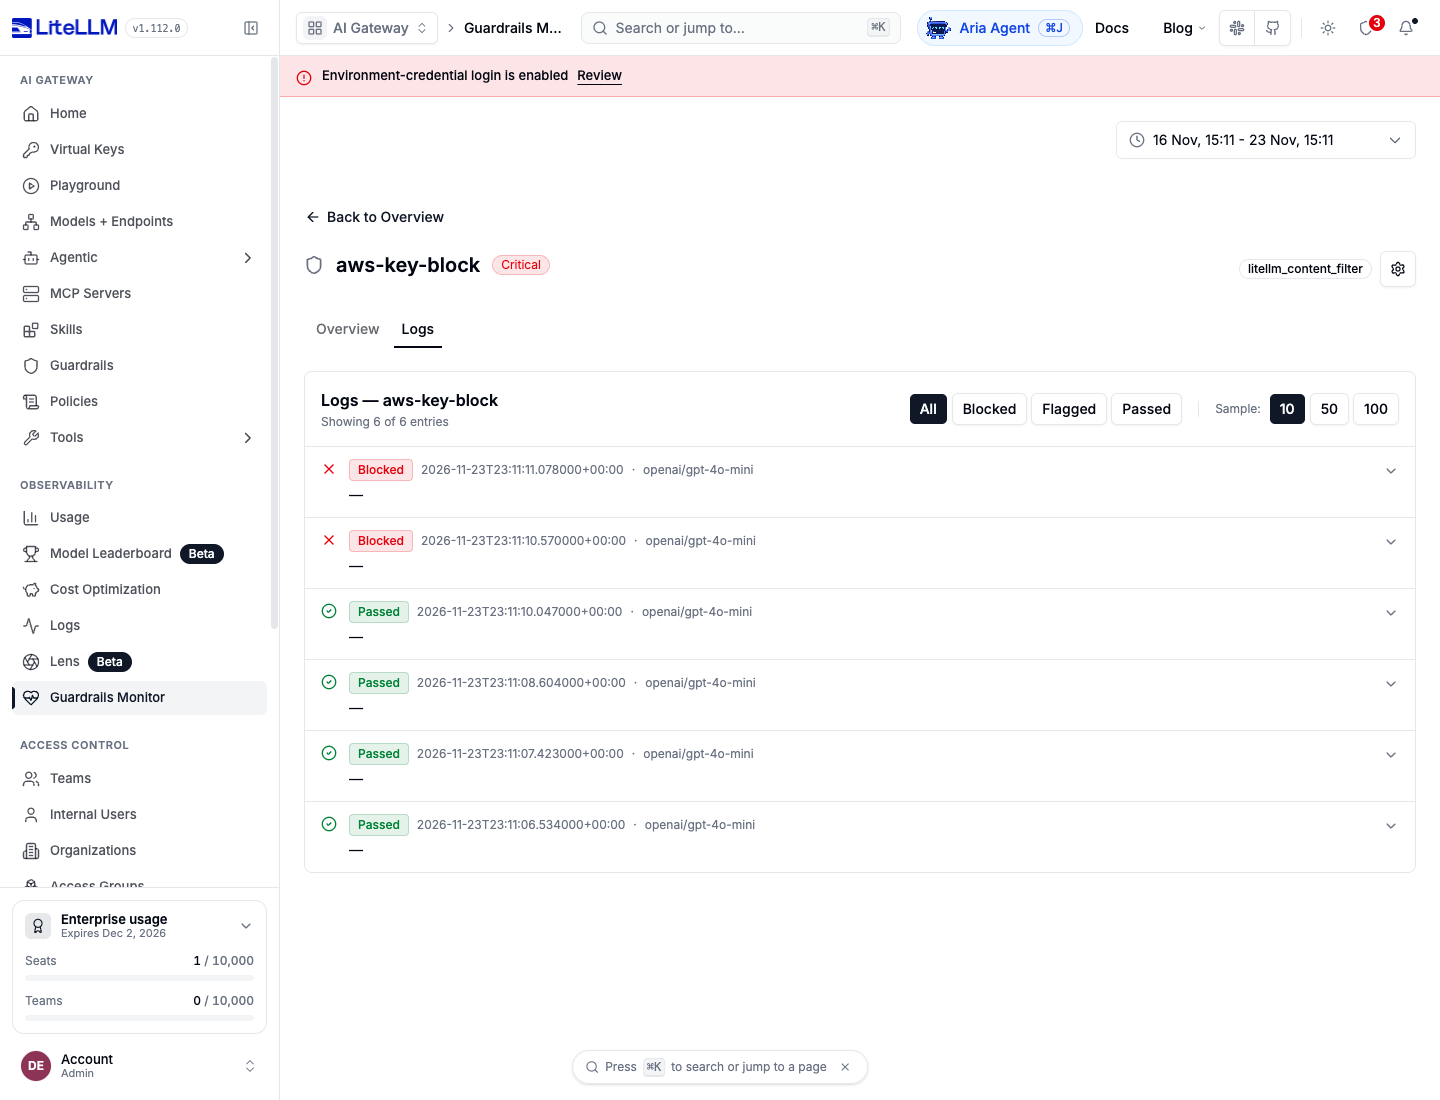 LiteLLM
v1.112.0
AI Gateway
Guardrails M...
Search or jump to...
⌘K
Aria Agent
⌘J
Docs
Blog
3
AI GATEWAY
Home
Virtual Keys
Playground
Models + Endpoints
Agentic
MCP Servers
Skills
Guardrails
Policies
Tools
OBSERVABILITY
Usage
Model Leaderboard Beta
Cost Optimization
Logs
Lens Beta
Guardrails Monitor
ACCESS CONTROL
Teams
Internal Users
Organizations
Access Groups
Enterprise usage
Expires Dec 2, 2026
Seats 1 / 10,000
Teams 0 / 10,000
DE
Account
Admin
Environment-credential login is enabled Review
16 Nov, 15:11 - 23 Nov, 15:11
Back to Overview
aws-key-block Critical
litellm_content_filter
Overview Logs
Logs — aws-key-block
Showing 6 of 6 entries
All Blocked Flagged Passed Sample: 10 50 100
Blocked 2026-11-23T23:11:11.078000+00:00 · openai/gpt-4o-mini
—
Blocked 2026-11-23T23:11:10.570000+00:00 · openai/gpt-4o-mini
—
Passed 2026-11-23T23:11:10.047000+00:00 · openai/gpt-4o-mini
—
Passed 2026-11-23T23:11:08.604000+00:00 · openai/gpt-4o-mini
—
Passed 2026-11-23T23:11:07.423000+00:00 · openai/gpt-4o-mini
—
Passed 2026-11-23T23:11:06.534000+00:00 · openai/gpt-4o-mini
—
Press ⌘K to search or jump to a page